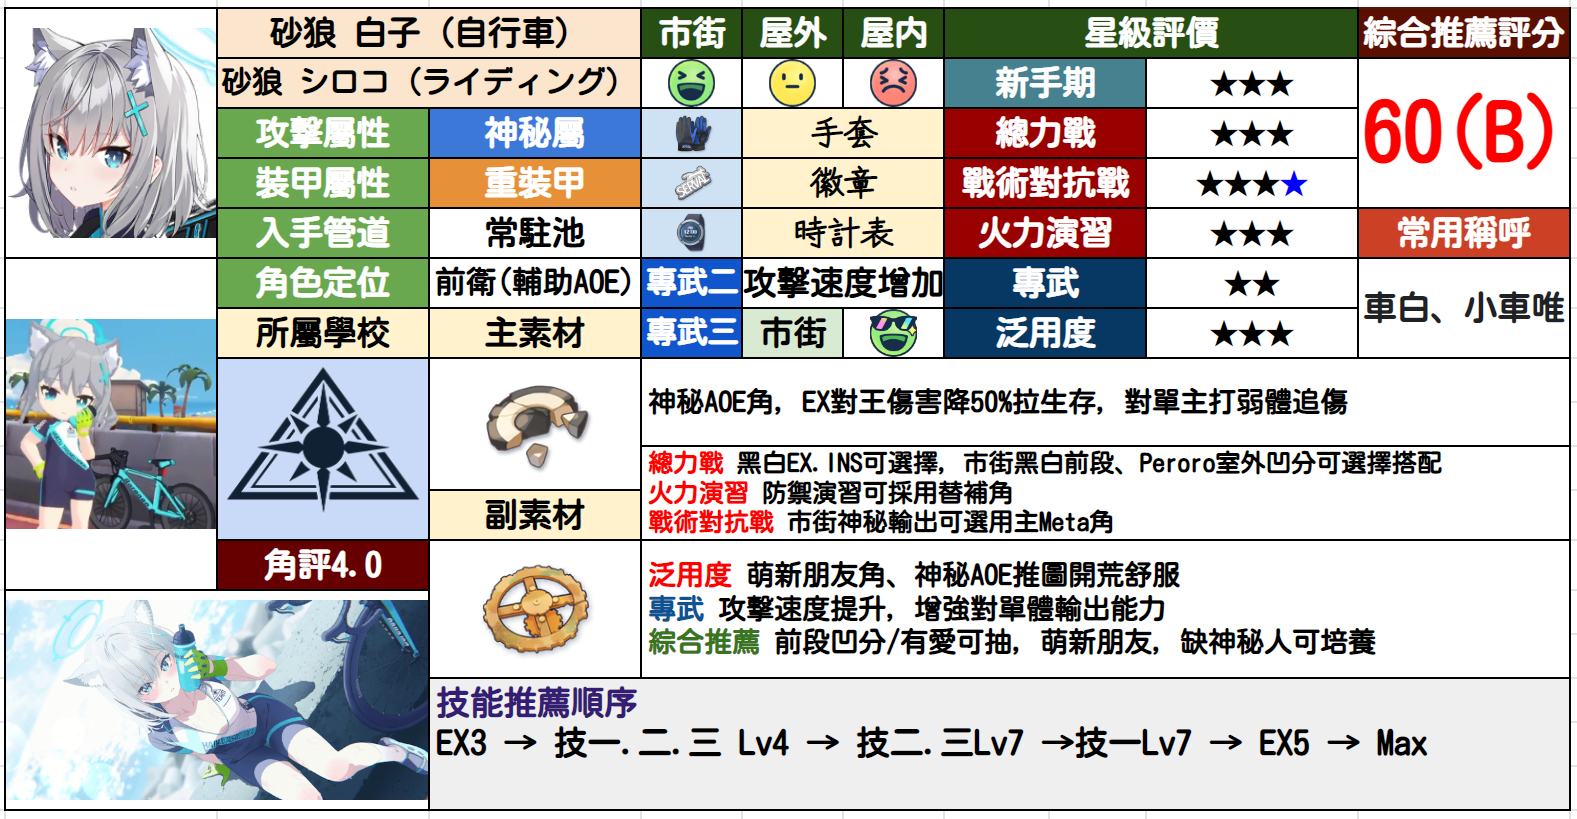 砂狼 白子（自行車）
市街
屋外
屋内
星級評價
綜合推薦評分
砂狼 シロコ（ライディング）
新手期
★★★
60(B)
攻擊屬性
神秘屬
手套
總力戰
★★★
裝甲屬性
重裝甲
SERVAL
徽章
戰術對抗戰
★★★★
入手管道
常駐池
時計表
火力演習
★★★
常用稱呼
角色定位
前衛(輔助AOE)
專武二
攻擊速度增加
專武
★★
車白、小車唯
所屬學校
主素材
專武三
市街
泛用度
★★★
神秘AOE角, EX對王傷害降50%拉生存, 對單主打弱體追傷
總力戰 黑白EX.INS可選擇, 市街黑白前段、Peroro室外凹分可選擇搭配
火力演習 防禦演習可採用替補角
戰術對抗戰 市街神秘輸出可選用主Meta角
副素材
角評4.0
泛用度 萌新朋友角、神秘AOE推圖開荒舒服
專武 攻擊速度提升, 增強對單體輸出能力
綜合推薦 前段凹分/有愛可抽, 萌新朋友, 缺神秘人可培養
技能推薦順序
EX3 → 技一.二.三 Lv4 → 技二.三Lv7 →技一Lv7 → EX5 → Max